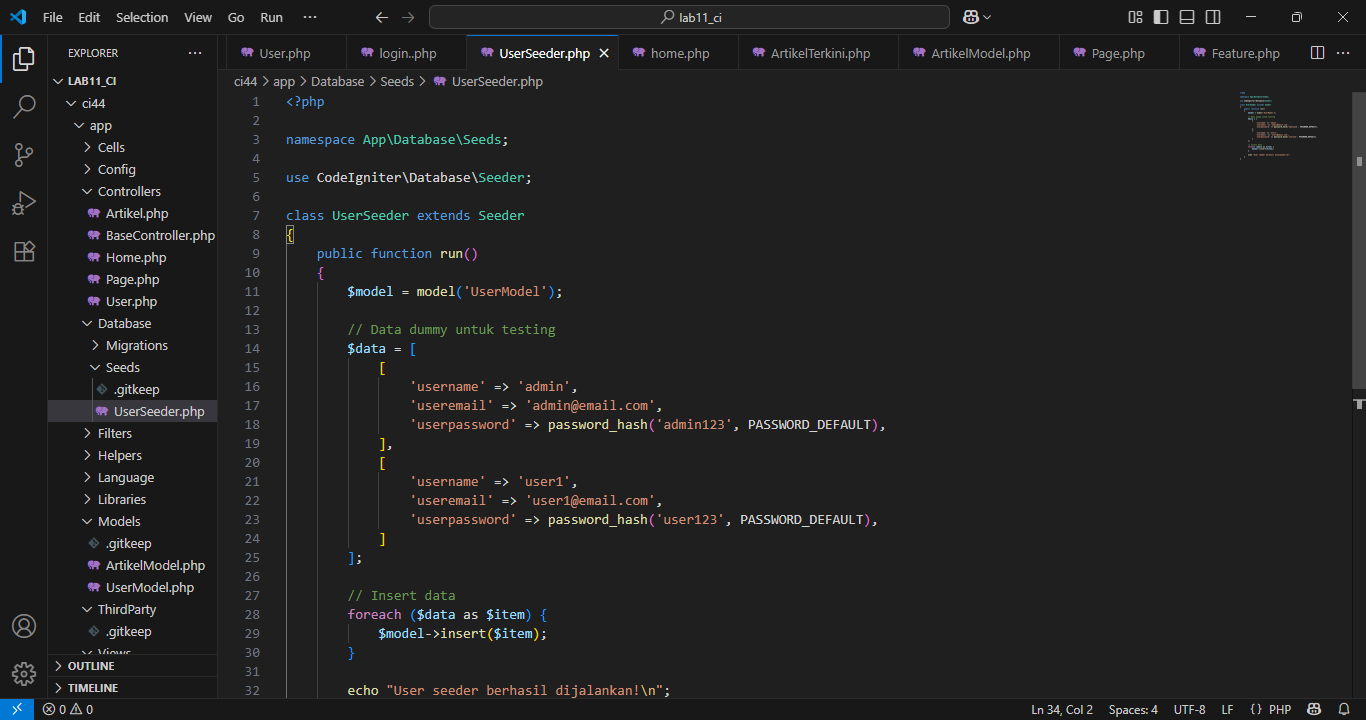 File Edit Selection View Go Run ··· lab11_ci
EXPLORER ···
User.php login..php UserSeeder.php home.php ArtikelTerkini.php ArtikelModel.php Page.php Feature.php ···
LAB11_CI
ci44
app
Cells
Config
Controllers
Artikel.php
BaseController.php
Home.php
Page.php
User.php
Database
Migrations
Seeds
.gitkeep
UserSeeder.php
Filters
Helpers
Language
Libraries
Models
.gitkeep
ArtikelModel.php
UserModel.php
ThirdParty
.gitkeep
Views
OUTLINE
TIMELINE
ci44 > app > Database > Seeds > UserSeeder.php
1 <?php
2
3 namespace App\Database\Seeds;
4
5 use CodeIgniter\Database\Seeder;
6
7 class UserSeeder extends Seeder
8 {
9 public function run()
10 {
11 $model = model('UserModel');
12
13 // Data dummy untuk testing
14 $data = [
15 [
16 'username' => 'admin',
17 'useremail' => 'admin@email.com',
18 'userpassword' => password_hash('admin123', PASSWORD_DEFAULT),
19 ],
20 [
21 'username' => 'user1',
22 'useremail' => 'user1@email.com',
23 'userpassword' => password_hash('user123', PASSWORD_DEFAULT),
24 ]
25 ];
26
27 // Insert data
28 foreach ($data as $item) {
29 $model->insert($item);
30 }
31
32 echo "User seeder berhasil dijalankan!\n";
0 0 Ln 34, Col 2 Spaces: 4 UTF-8 LF {} PHP